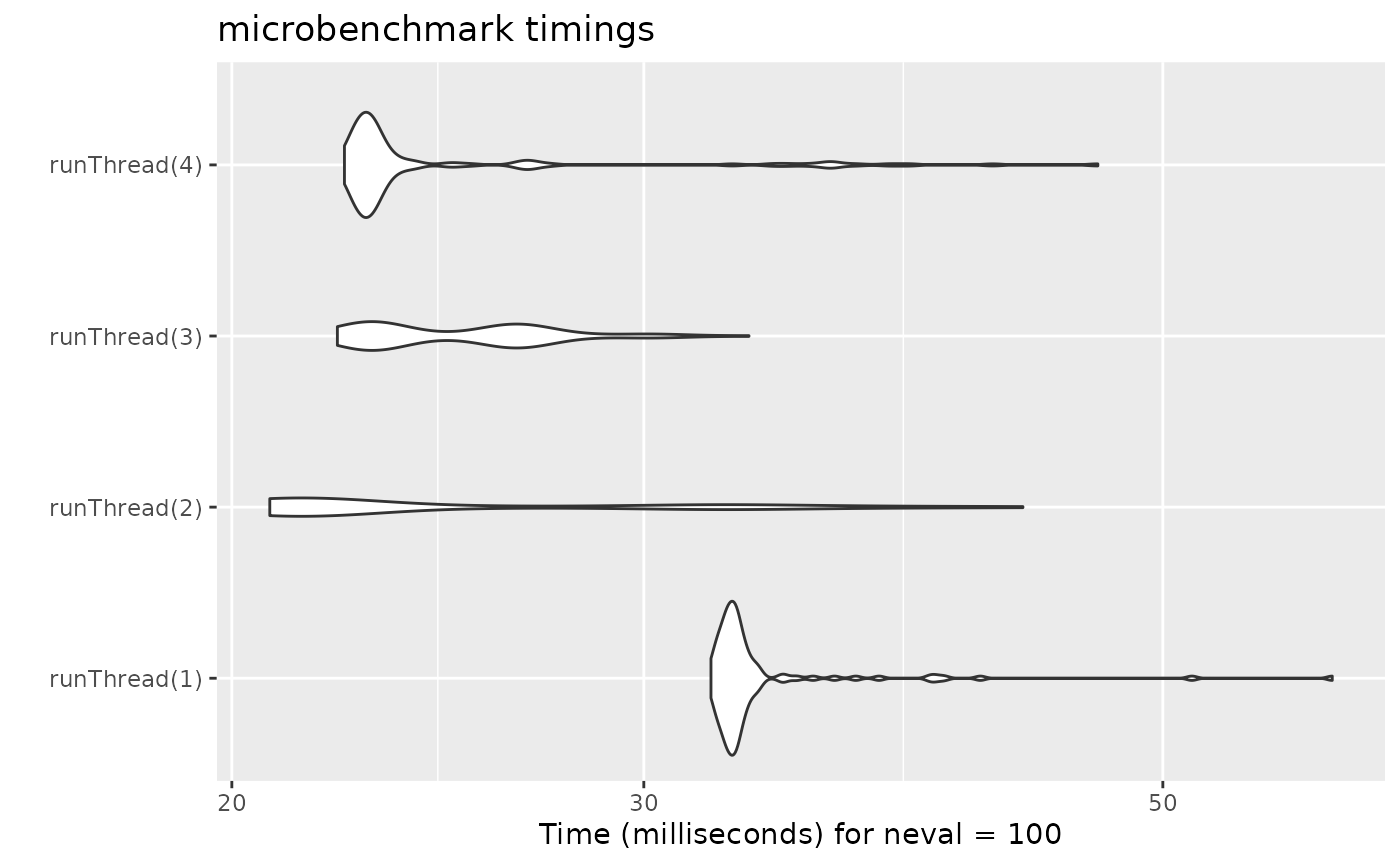 microbenchmark timings
runThread(4)
runThread(3)
runThread(2)
runThread(1)
20 30 50
Time (milliseconds) for neval = 100